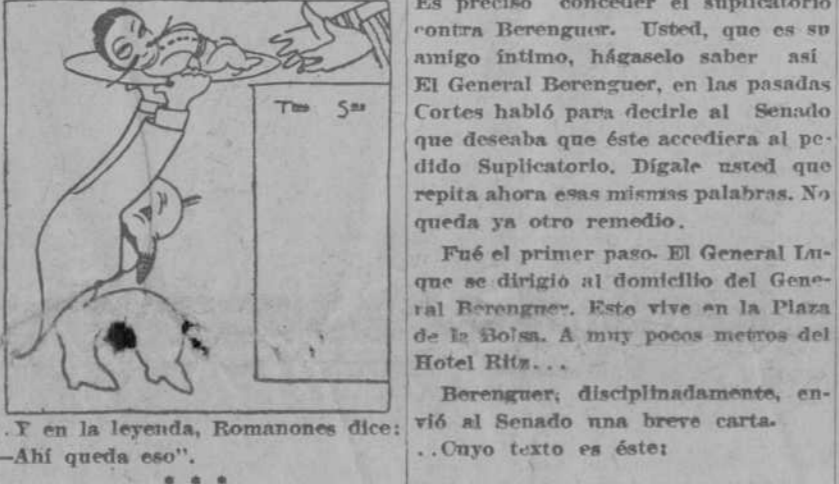 Tmo Smo
..Y en la leyenda, Romanones dice:
—Ahí queda eso".
* * *
Es preciso conceder el suplicatorio
contra Berenguer. Usted, que es su
amigo íntimo, hágaselo saber así
El General Berenguer, en las pasadas
Cortes habló para decirle al Senado
que deseaba que éste accediera al pe-
dido Suplicatorio. Dígale usted que
repita ahora esas mismas palabras. No
queda ya otro remedio.
Fué el primer paso. El General Lu-
que se dirigió al domicilio del Gene-
ral Berenguer. Este vive en la Plaza
de la Bolsa. A muy pocos metros del
Hotel Ritz...
Berenguer, disciplinadamente, en-
vió al Senado una breve carta.
..Cuyo texto es éste: